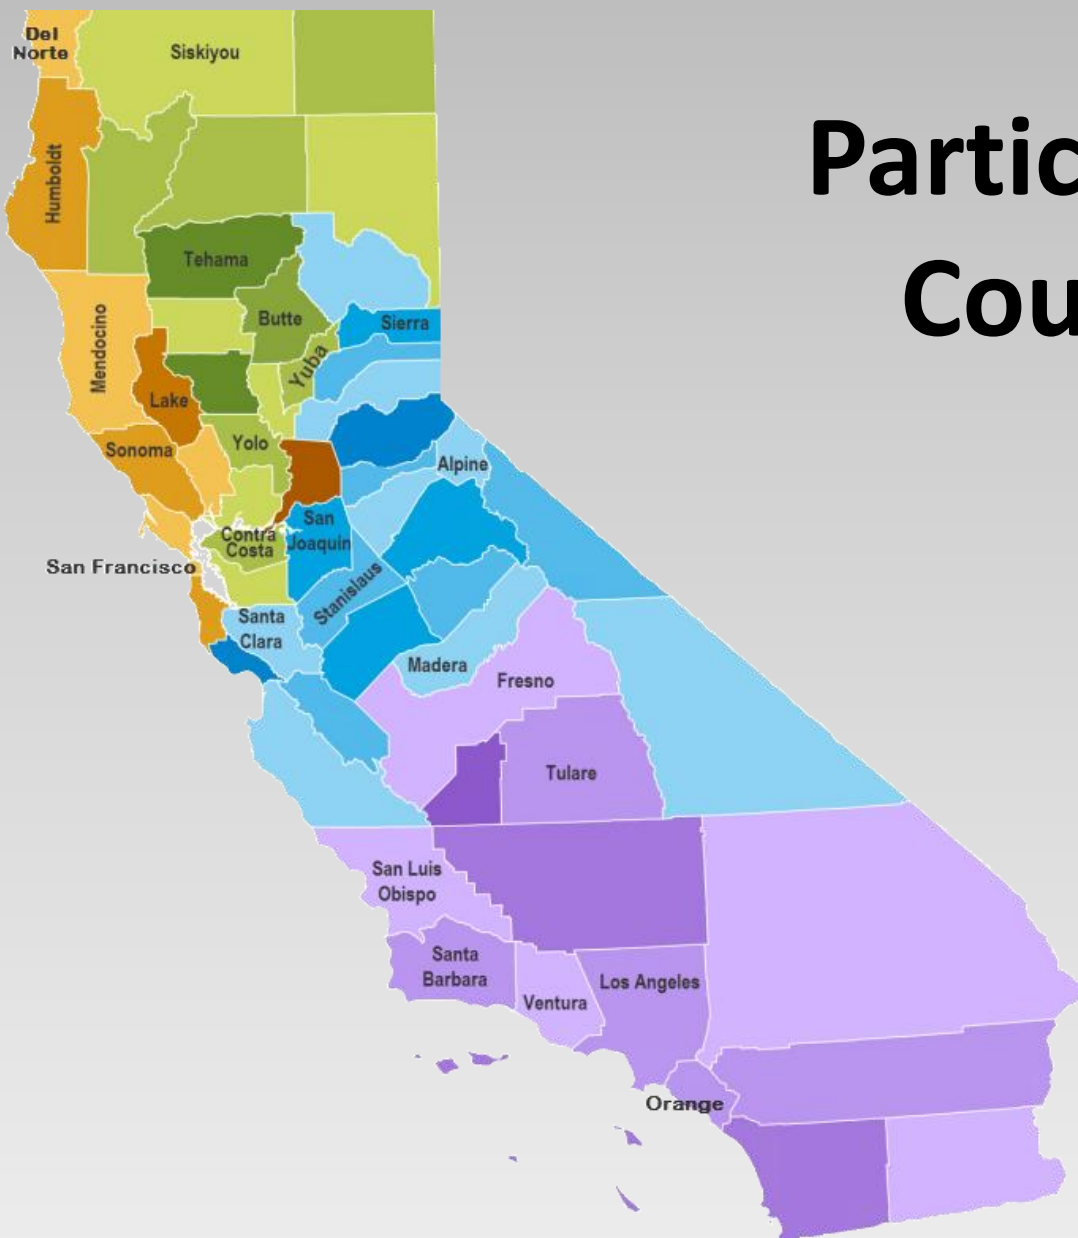 Partic
Cou
Del
Norte
Siskiyou
Humboldt
Tehama
Mendocino
Butte
Sierra
Yuba
Lake
Yolo
Sonoma
Alpine
San
Joaquin
Contra
Costa
San Francisco
Stanislaus
Santa
Clara
Madera
Fresno
Tulare
San Luis
Obispo
Santa
Barbara
Los Angeles
Ventura
Orange